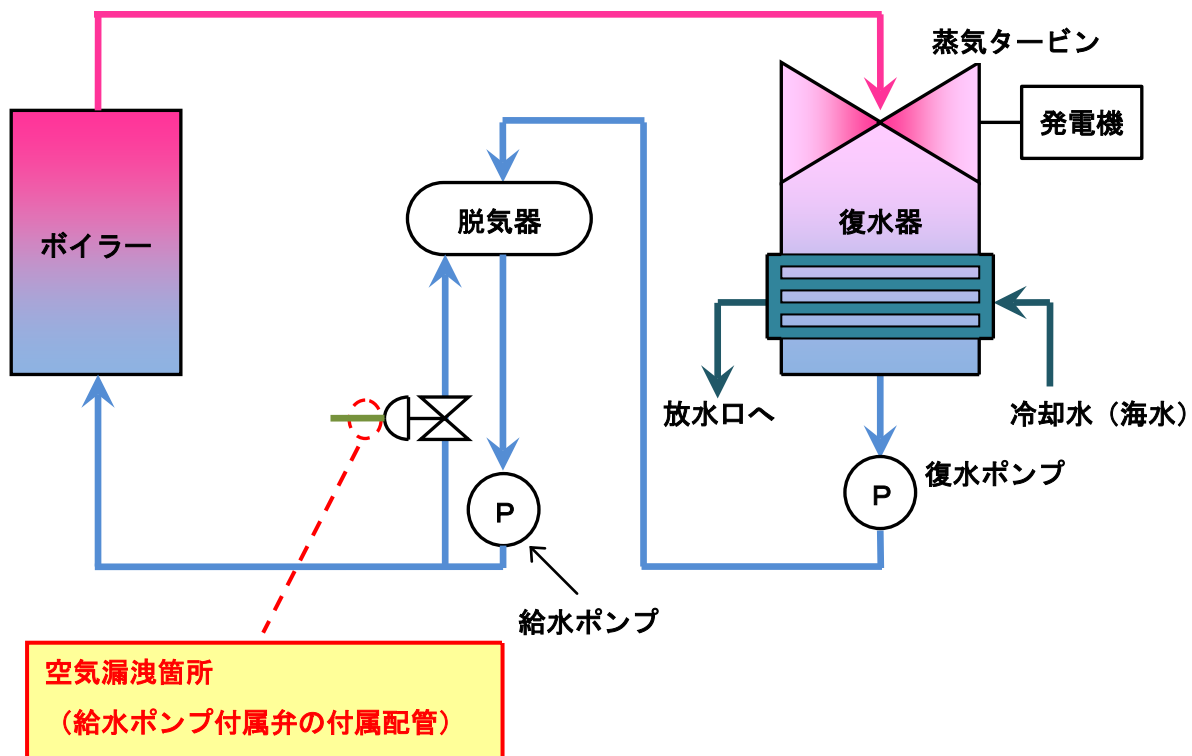 蒸気タービン
発電機
脱気器
復水器
ボイラー
放水口へ
冷却水（海水）
復水ポンプ
P
P
給水ポンプ
空気漏洩箇所
（給水ポンプ付属弁の付属配管）